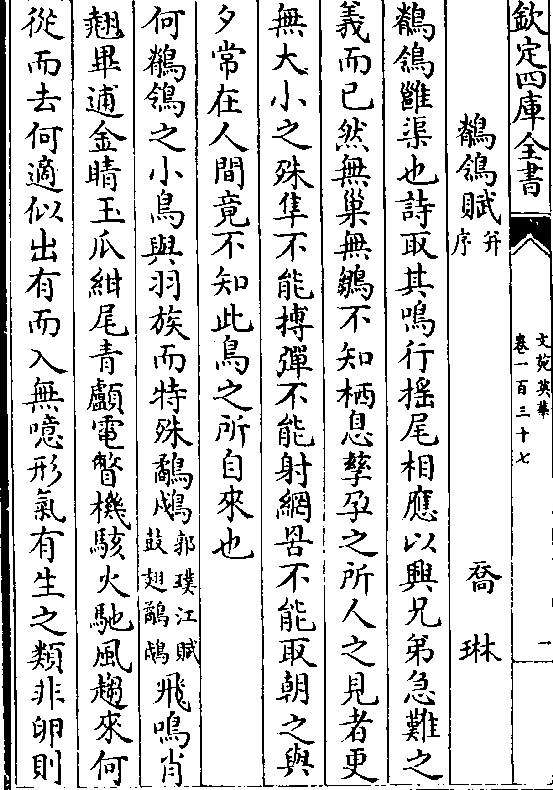 欽定四庫全書
文苑英華
卷一百三十七
一
鶺鴒賦并序
喬琳
鶺鴒雝渠也詩取其鳴行搖尾相應以興兄弟急難之
義而已然無巢無鶵不知栖息孳孕之所人之見者更
無大小之殊隼不能搏彈不能射網罟不能取朝之與
夕常在人間竟不知此鳥之所自來也
何鶺鴒之小鳥與羽族而特殊鷸鴥郭璞江賦鼓翅鷸鴥飛鳴肖
翹畢逋金睛玉爪紺尾青顱電瞥機駭火馳風趨來何
從而去何適似出有而入無噫形氣有生之類非卵則